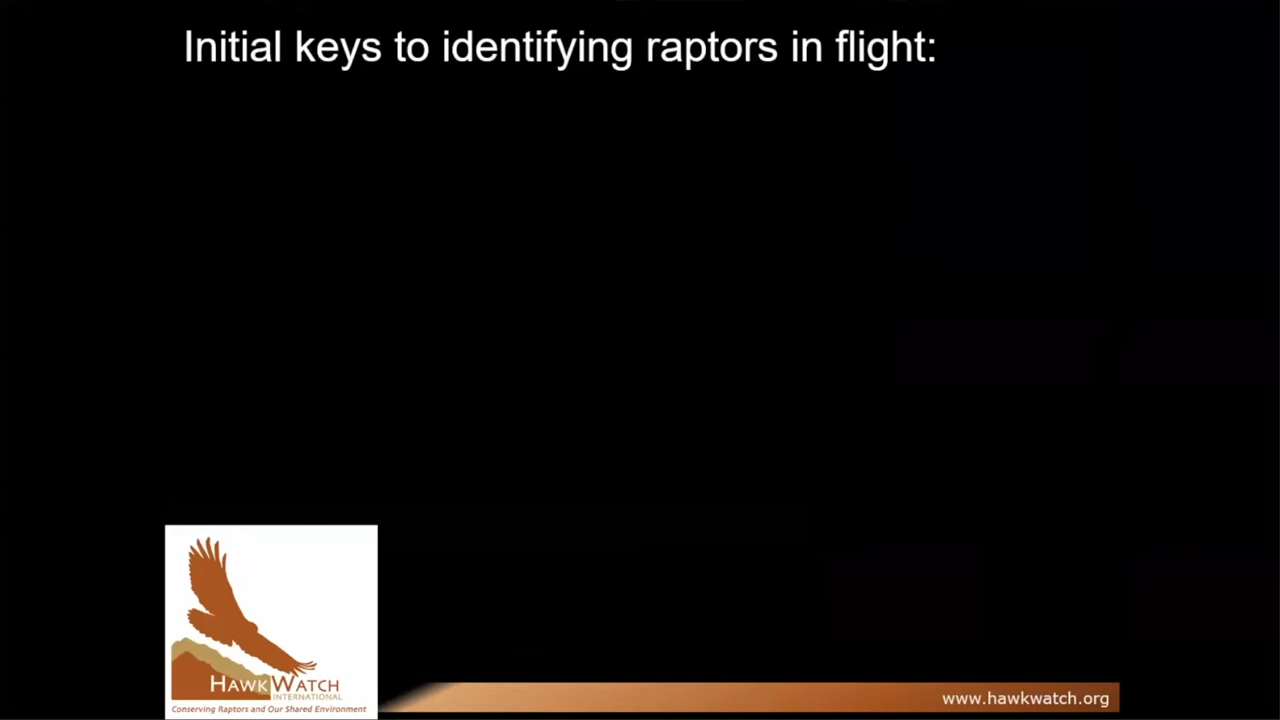 Initial keys to identifying raptors in flight:
HAWKWATCH
INTERNATIONAL
Conserving Raptors and Our Shared Environment
www.hawkwatch.org